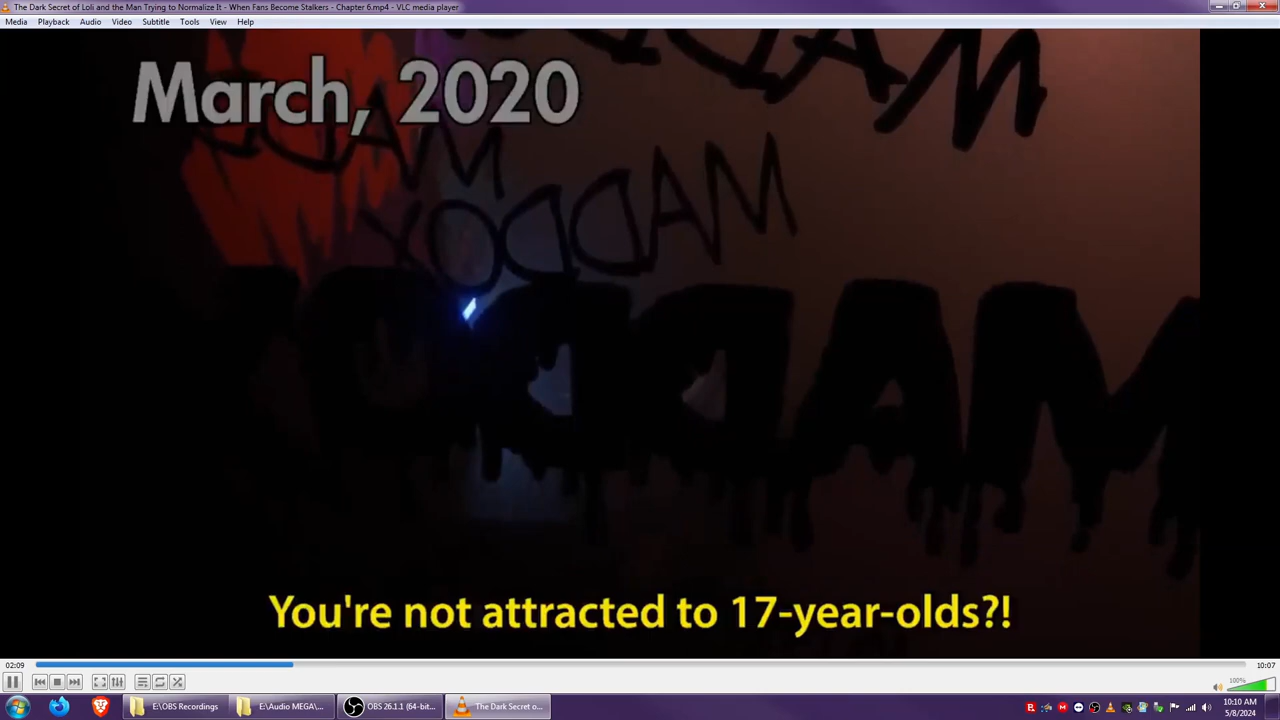 The Dark Secret of Loli and the Man Trying to Normalize It - When Fans Become Stalkers - Chapter 6.mp4 - VLC media player
Media Playback Audio Video Subtitle Tools View Help
March, 2020
MADDOX
You're not attracted to 17-year-olds?!
02:09 10:07
100%
E:\OBS Recordings E:\Audio MEGA\... OBS 26.1.1 (64-bit... The Dark Secret o...
10:10 AM
5/8/2024